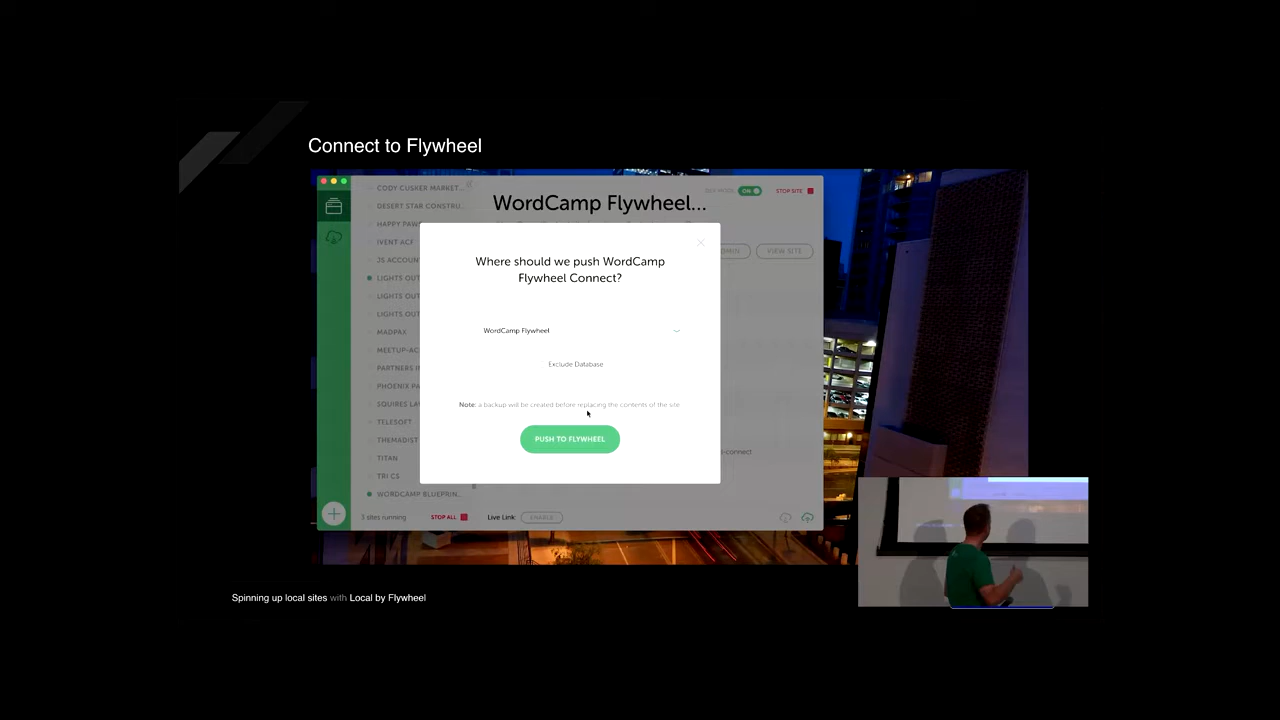 Connect to Flywheel
CODY CUSKER MARKET...
DESERT STAR CONSTRU...
HAPPY PAWS
IVENT ACF
JS ACCOUN
LIGHTS OUT
LIGHTS OUT
LIGHTS OUT
MADPAX
MEETUP-AC
PARTNERS I
PHOENIX PA
SQUIRES LA
TELESOFT
THEMADIST
TITAN
TRI CS
WORDCAMP BLUEPRIN...
3 sites running
STOP ALL
Live Link:
ENABLE
WordCamp Flywheel...
ON
STOP SITE
VIEW SITE
Where should we push WordCamp
Flywheel Connect?
WordCamp Flywheel
Exclude Database
Note: a backup will be created before replacing the contents of the site
PUSH TO FLYWHEEL
-connect
Spinning up local sites with Local by Flywheel